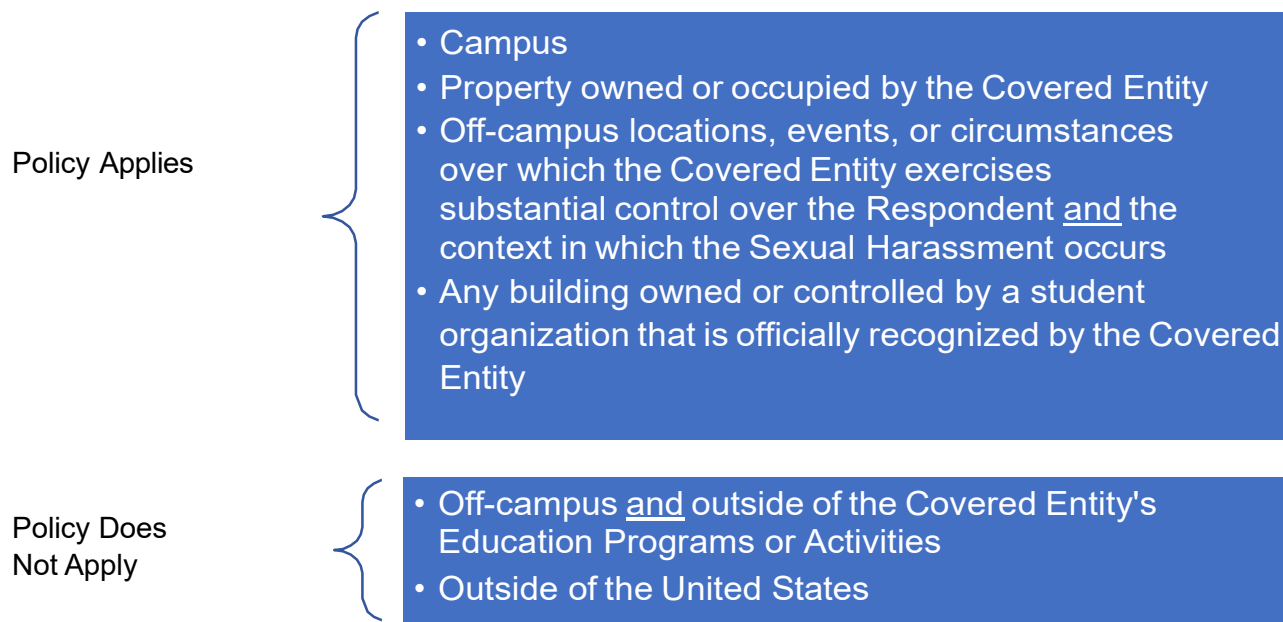 Policy Applies
• Campus
• Property owned or occupied by the Covered Entity
• Off-campus locations, events, or circumstances
over which the Covered Entity exercises
substantial control over the Respondent and the
context in which the Sexual Harassment occurs
• Any building owned or controlled by a student
organization that is officially recognized by the Covered
Entity
Policy Does
Not Apply
• Off-campus and outside of the Covered Entity's
Education Programs or Activities
• Outside of the United States